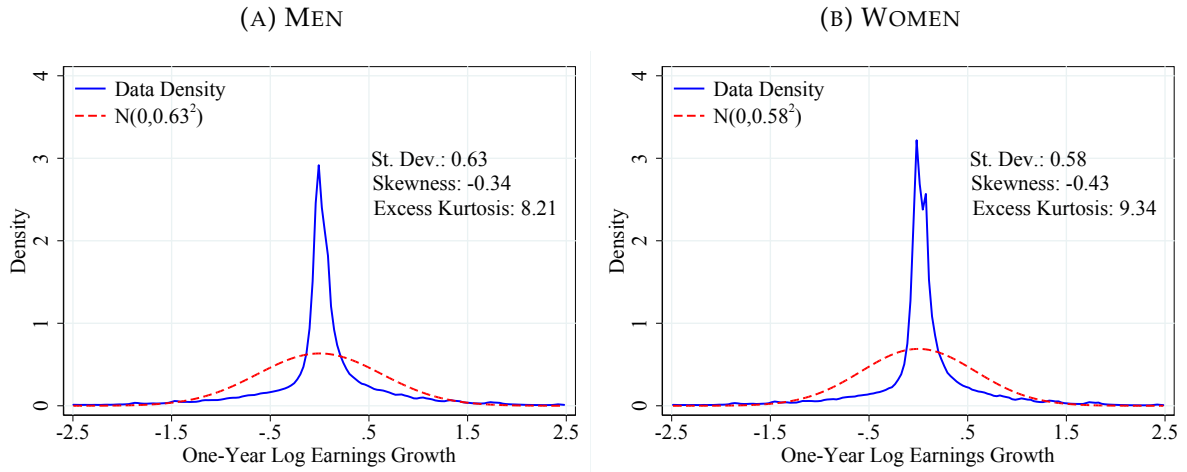 (A) MEN
4
3
2
1
0
Density
Data Density
N(0,0.63²)
St. Dev.: 0.63
Skewness: -0.34
Excess Kurtosis: 8.21
-2.5 -1.5 -.5 .5 1.5 2.5
One-Year Log Earnings Growth
(B) WOMEN
4
3
2
1
0
Density
Data Density
N(0,0.58²)
St. Dev.: 0.58
Skewness: -0.43
Excess Kurtosis: 9.34
-2.5 -1.5 -.5 .5 1.5 2.5
One-Year Log Earnings Growth